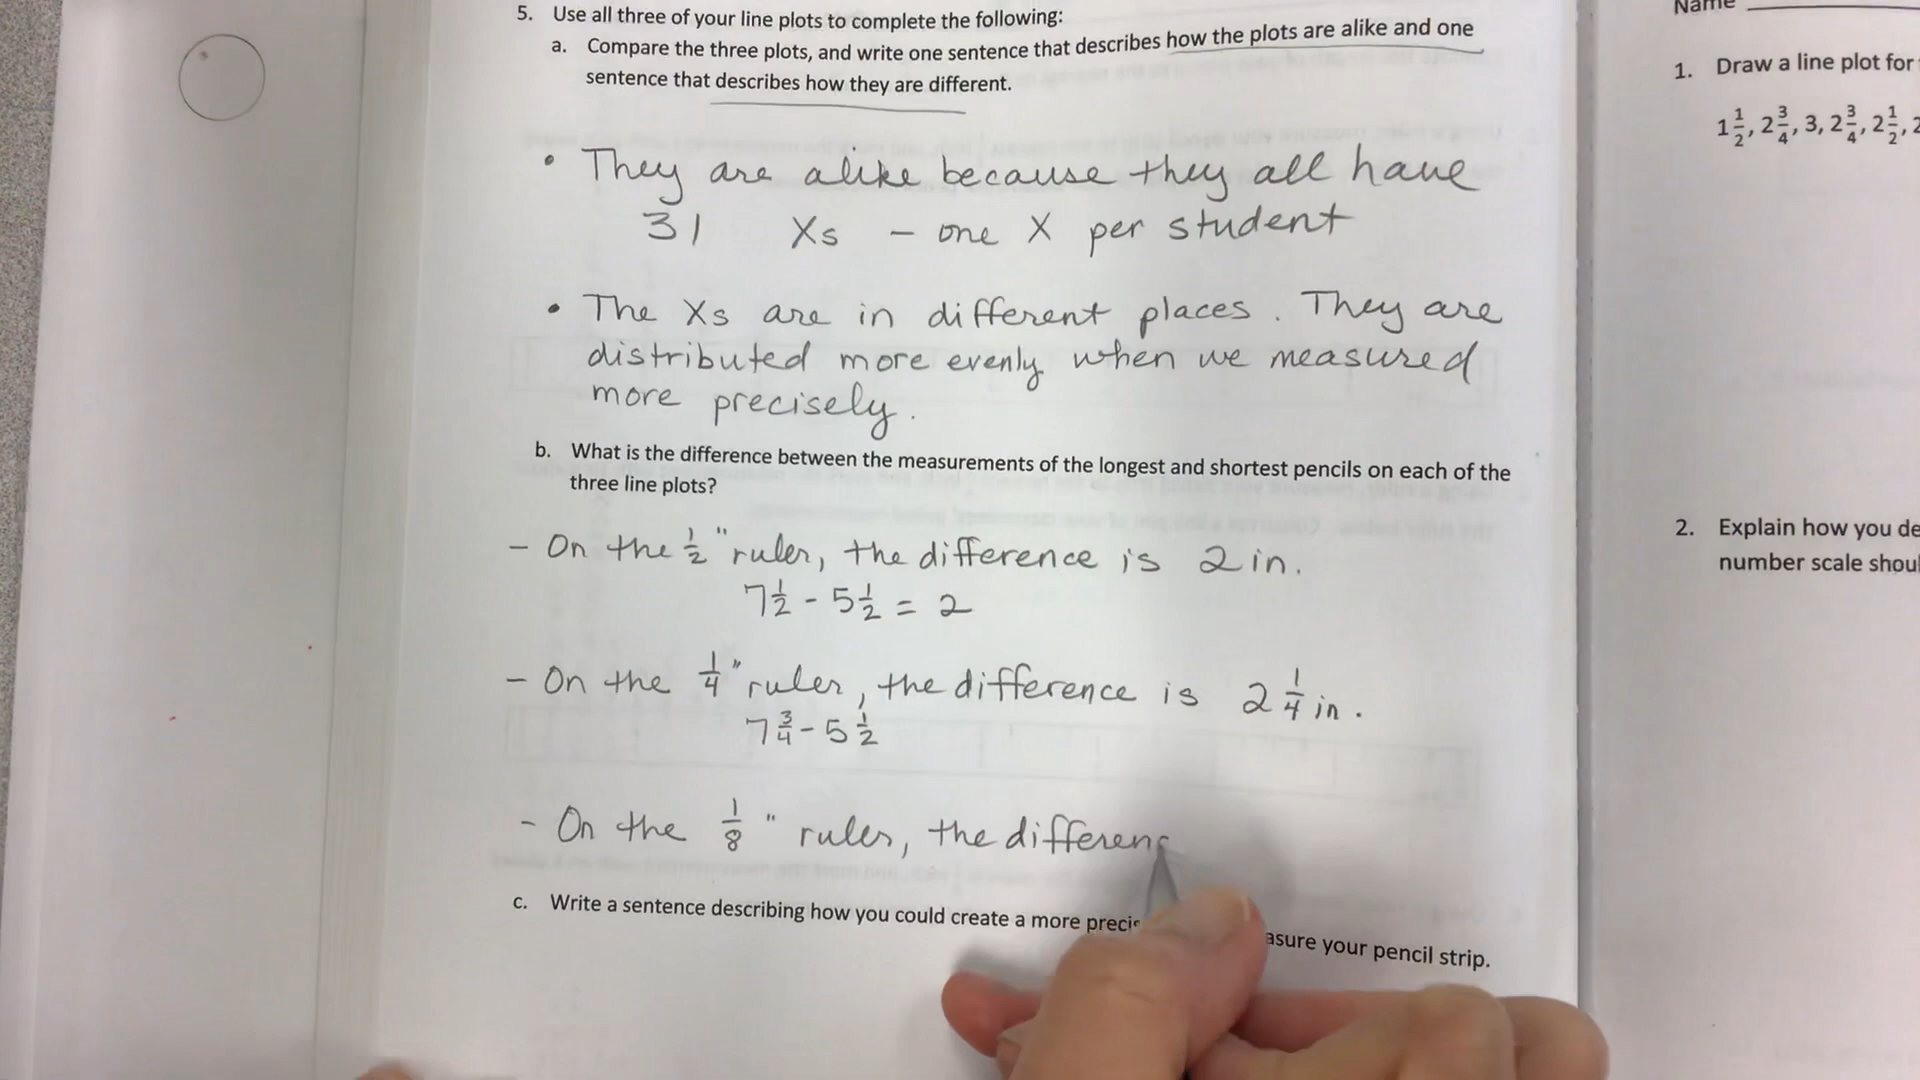 5. Use all three of your line plots to complete the following:
a. Compare the three plots, and write one sentence that describes how the plots are alike and one
sentence that describes how they are different.
• They are alike because they all have
31 Xs – one X per student
• The Xs are in different places. They are
distributed more evenly when we measured
more precisely.
b. What is the difference between the measurements of the longest and shortest pencils on each of the
three line plots?
- On the 1/2" ruler, the difference is 2 in.
7 1/2 - 5 1/2 = 2
- On the 1/4" ruler, the difference is 2 1/4 in.
7 3/4 - 5 1/2
- On the 1/8" ruler, the differenc
c. Write a sentence describing how you could create a more precis asure your pencil strip.
Name
1. Draw a line plot for
1 1/2, 2 3/4, 3, 2 3/4, 2 1/2, 2
2. Explain how you de
number scale shoul